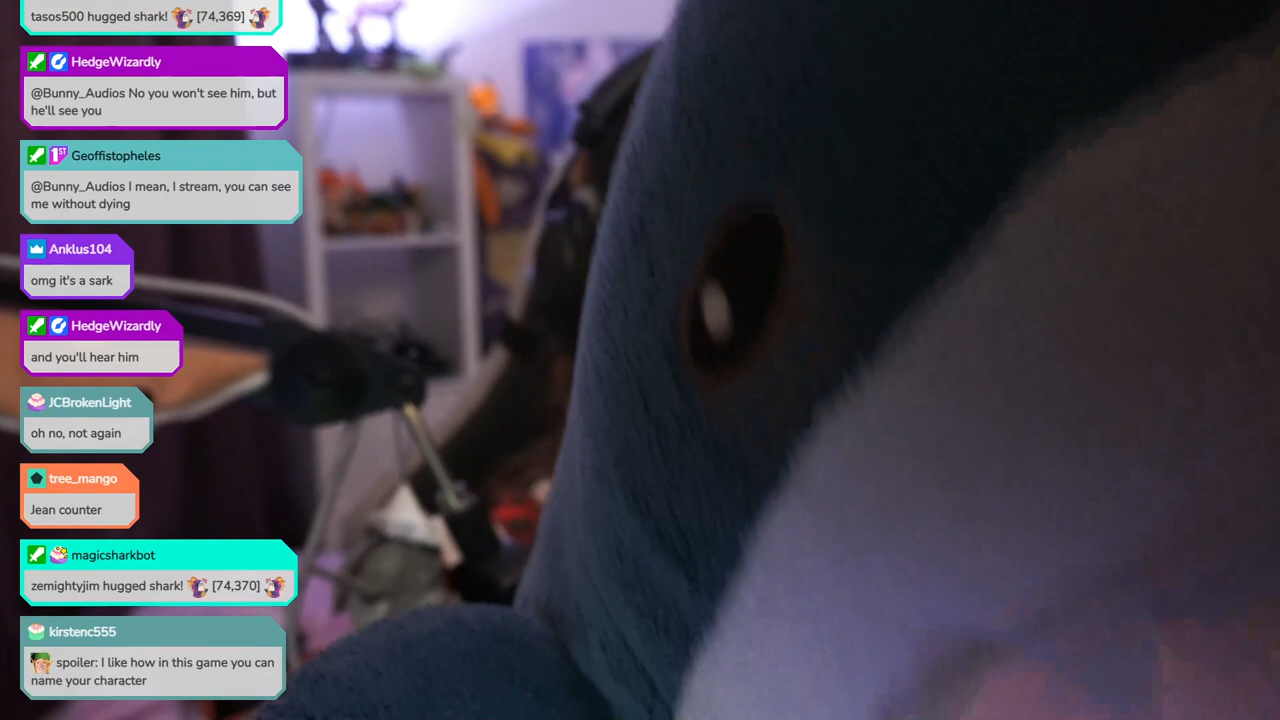 tasos500 hugged shark! [74,369]
HedgeWizardly
@Bunny_Audios No you won't see him, but
he'll see you
1ST Geoffistopheles
@Bunny_Audios I mean, I stream, you can see
me without dying
Anklus104
omg it's a sark
HedgeWizardly
and you'll hear him
JCBrokenLight
oh no, not again
tree_mango
Jean counter
magicsharkbot
zemightyjim hugged shark! [74,370]
kirstenc555
spoiler: I like how in this game you can
name your character